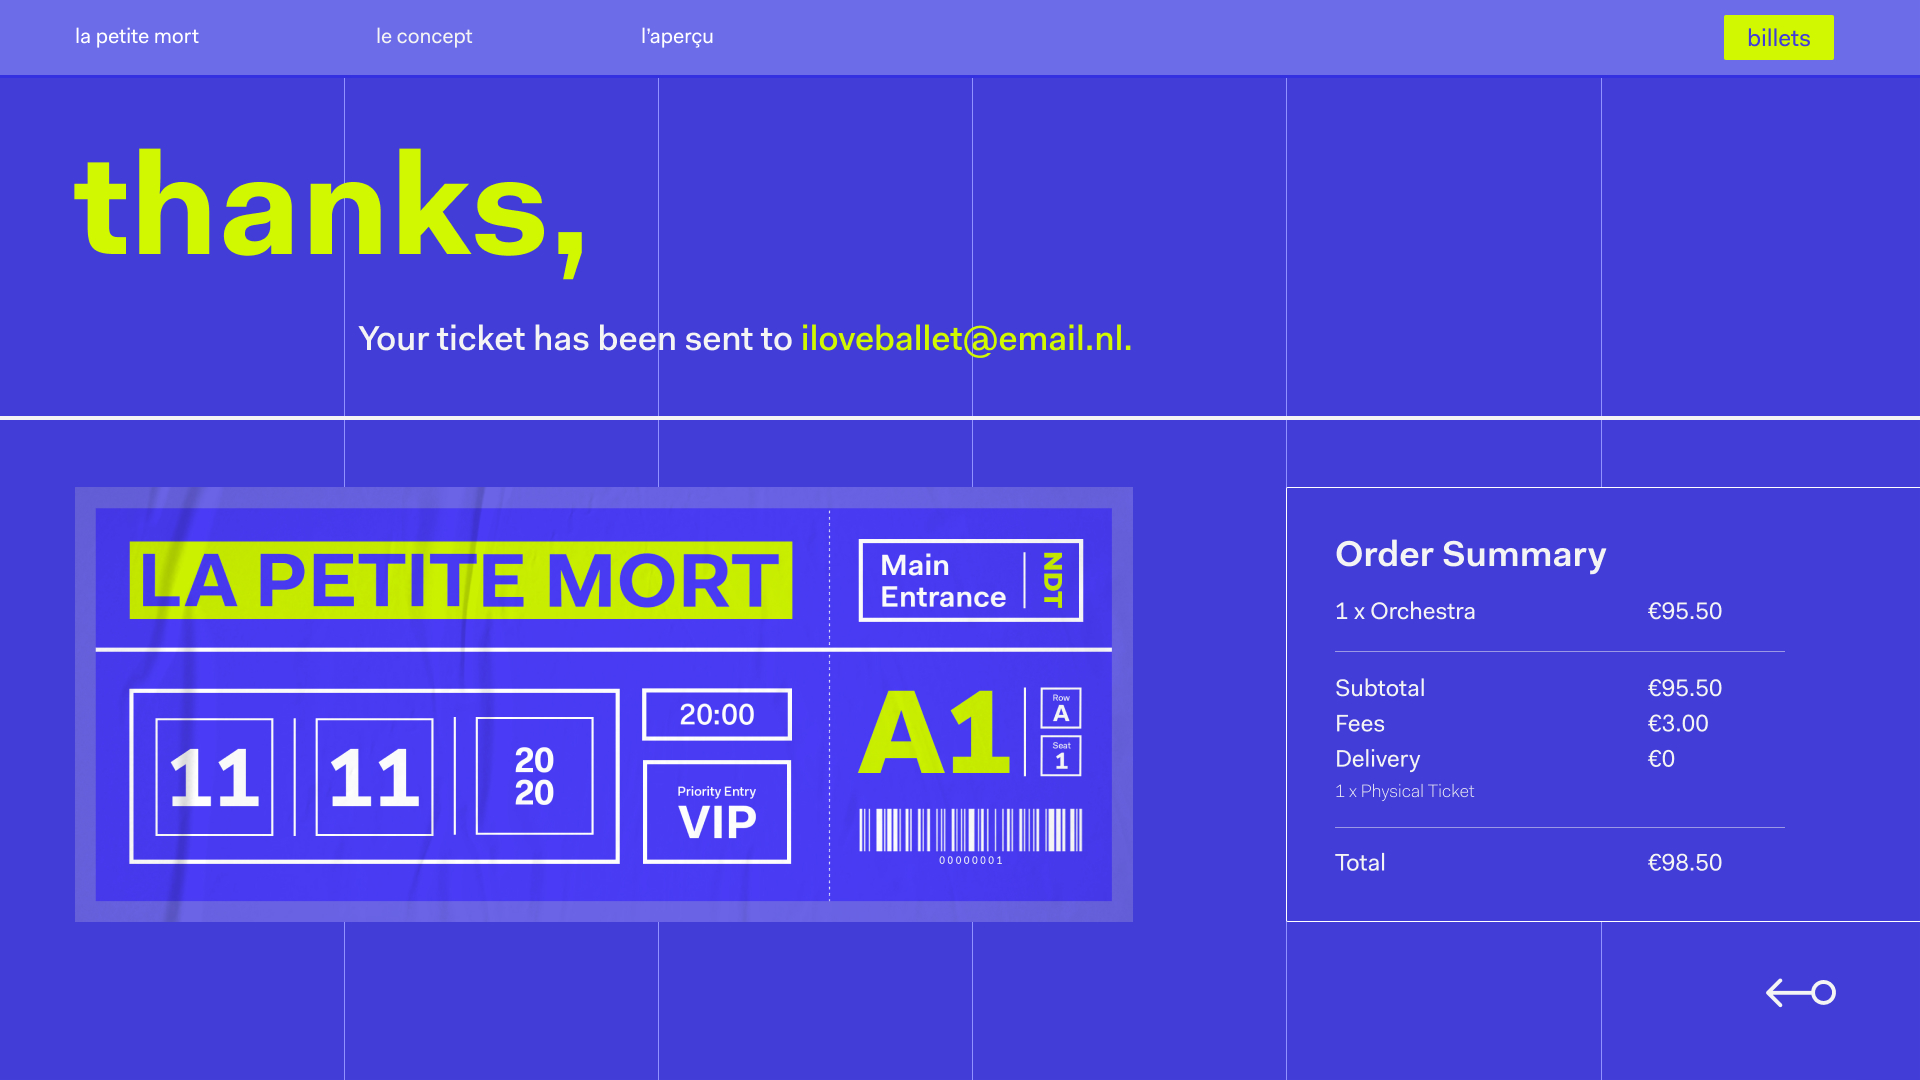 la petite mort
le concept
l'aperçu
billets
thanks,
Your ticket has been sent to iloveballet@email.nl.
LA PETITE MORT
Main
Entrance
NDT
11
11
20
20
20:00
Priority Entry
VIP
A1
Row
A
Seat
1
00000001
Order Summary
1 x Orchestra €95.50
Subtotal €95.50
Fees €3.00
Delivery €0
1 x Physical Ticket
Total €98.50